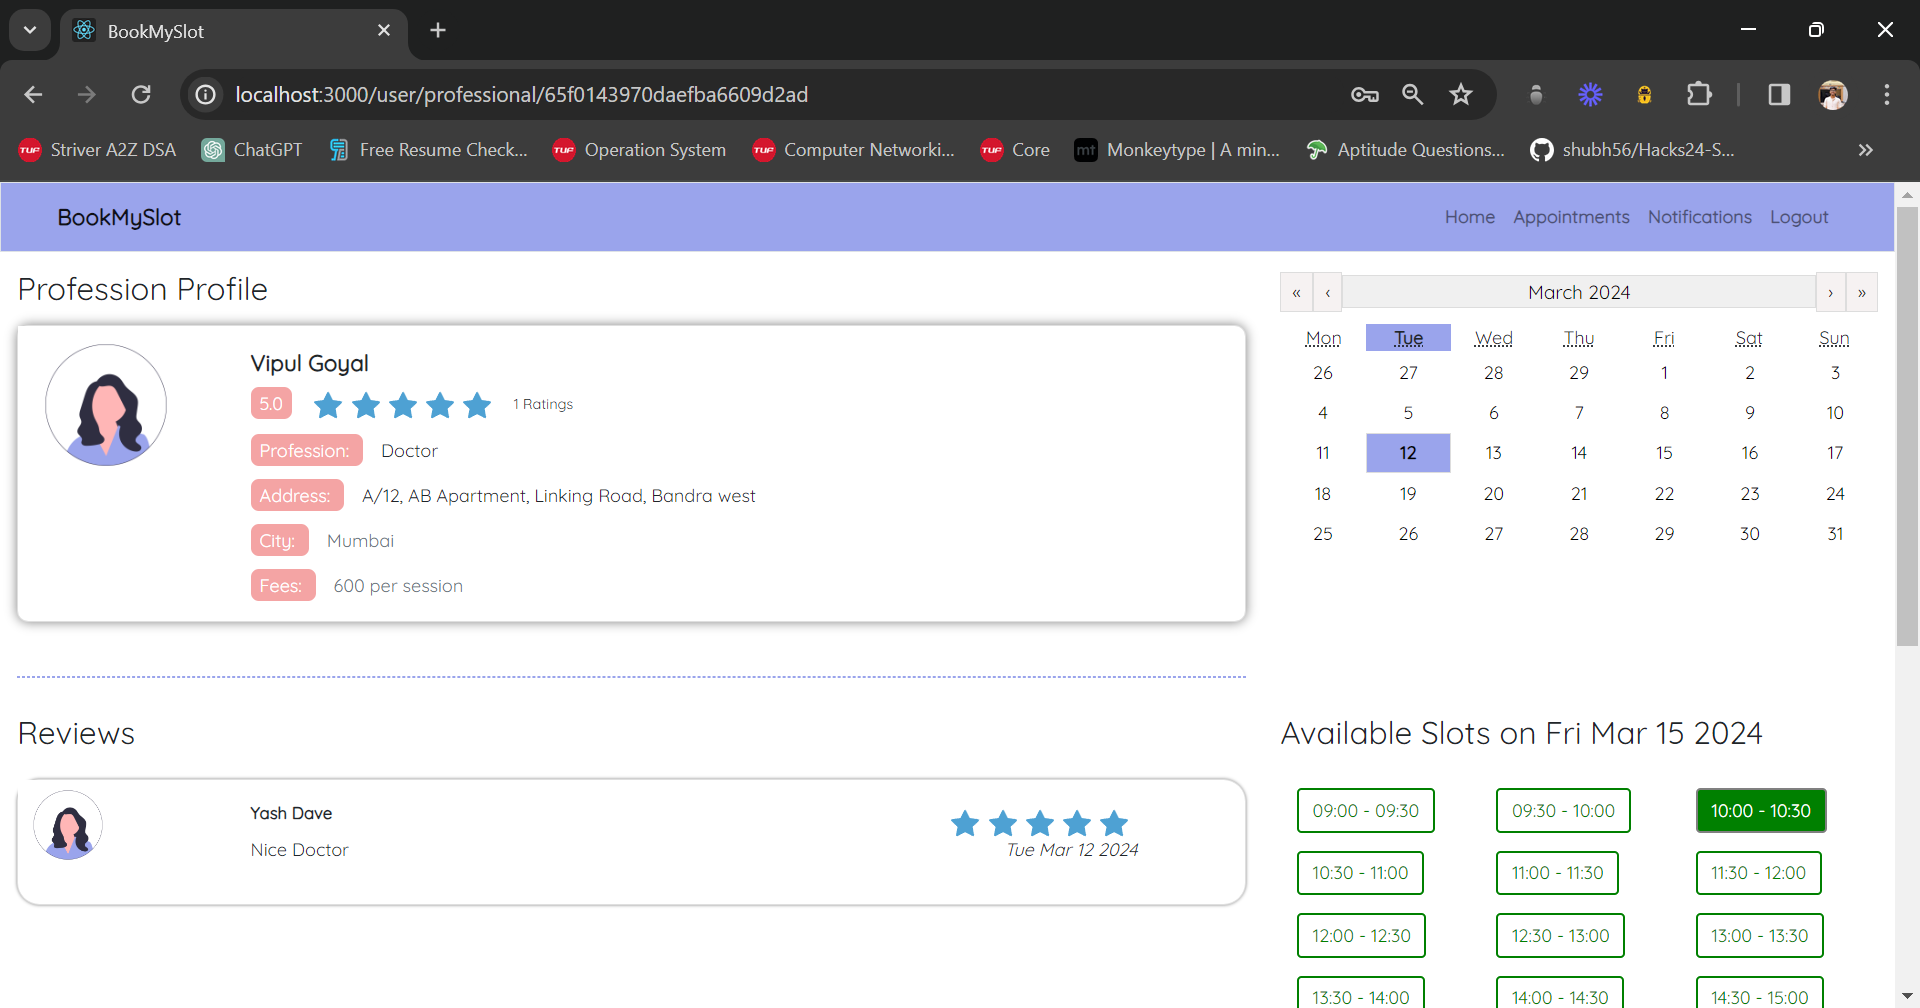 BookMySlot
localhost:3000/user/professional/65f0143970daefba6609d2ad
TUF Striver A2Z DSA ChatGPT Free Resume Check... TUF Operation System TUF Computer Networki... TUF Core mt Monkeytype | A min... Aptitude Questions... shubh56/Hacks24-S... »
BookMySlot Home Appointments Notifications Logout
Profession Profile
Vipul Goyal
5.0 1 Ratings
Profession: Doctor
Address: A/12, AB Apartment, Linking Road, Bandra west
City: Mumbai
Fees: 600 per session
« ‹ March 2024 › »
Mon Tue Wed Thu Fri Sat Sun
26 27 28 29 1 2 3
4 5 6 7 8 9 10
11 12 13 14 15 16 17
18 19 20 21 22 23 24
25 26 27 28 29 30 31
Reviews
Yash Dave
Nice Doctor
Tue Mar 12 2024
Available Slots on Fri Mar 15 2024
09:00 - 09:30 09:30 - 10:00 10:00 - 10:30
10:30 - 11:00 11:00 - 11:30 11:30 - 12:00
12:00 - 12:30 12:30 - 13:00 13:00 - 13:30
13:30 - 14:00 14:00 - 14:30 14:30 - 15:00